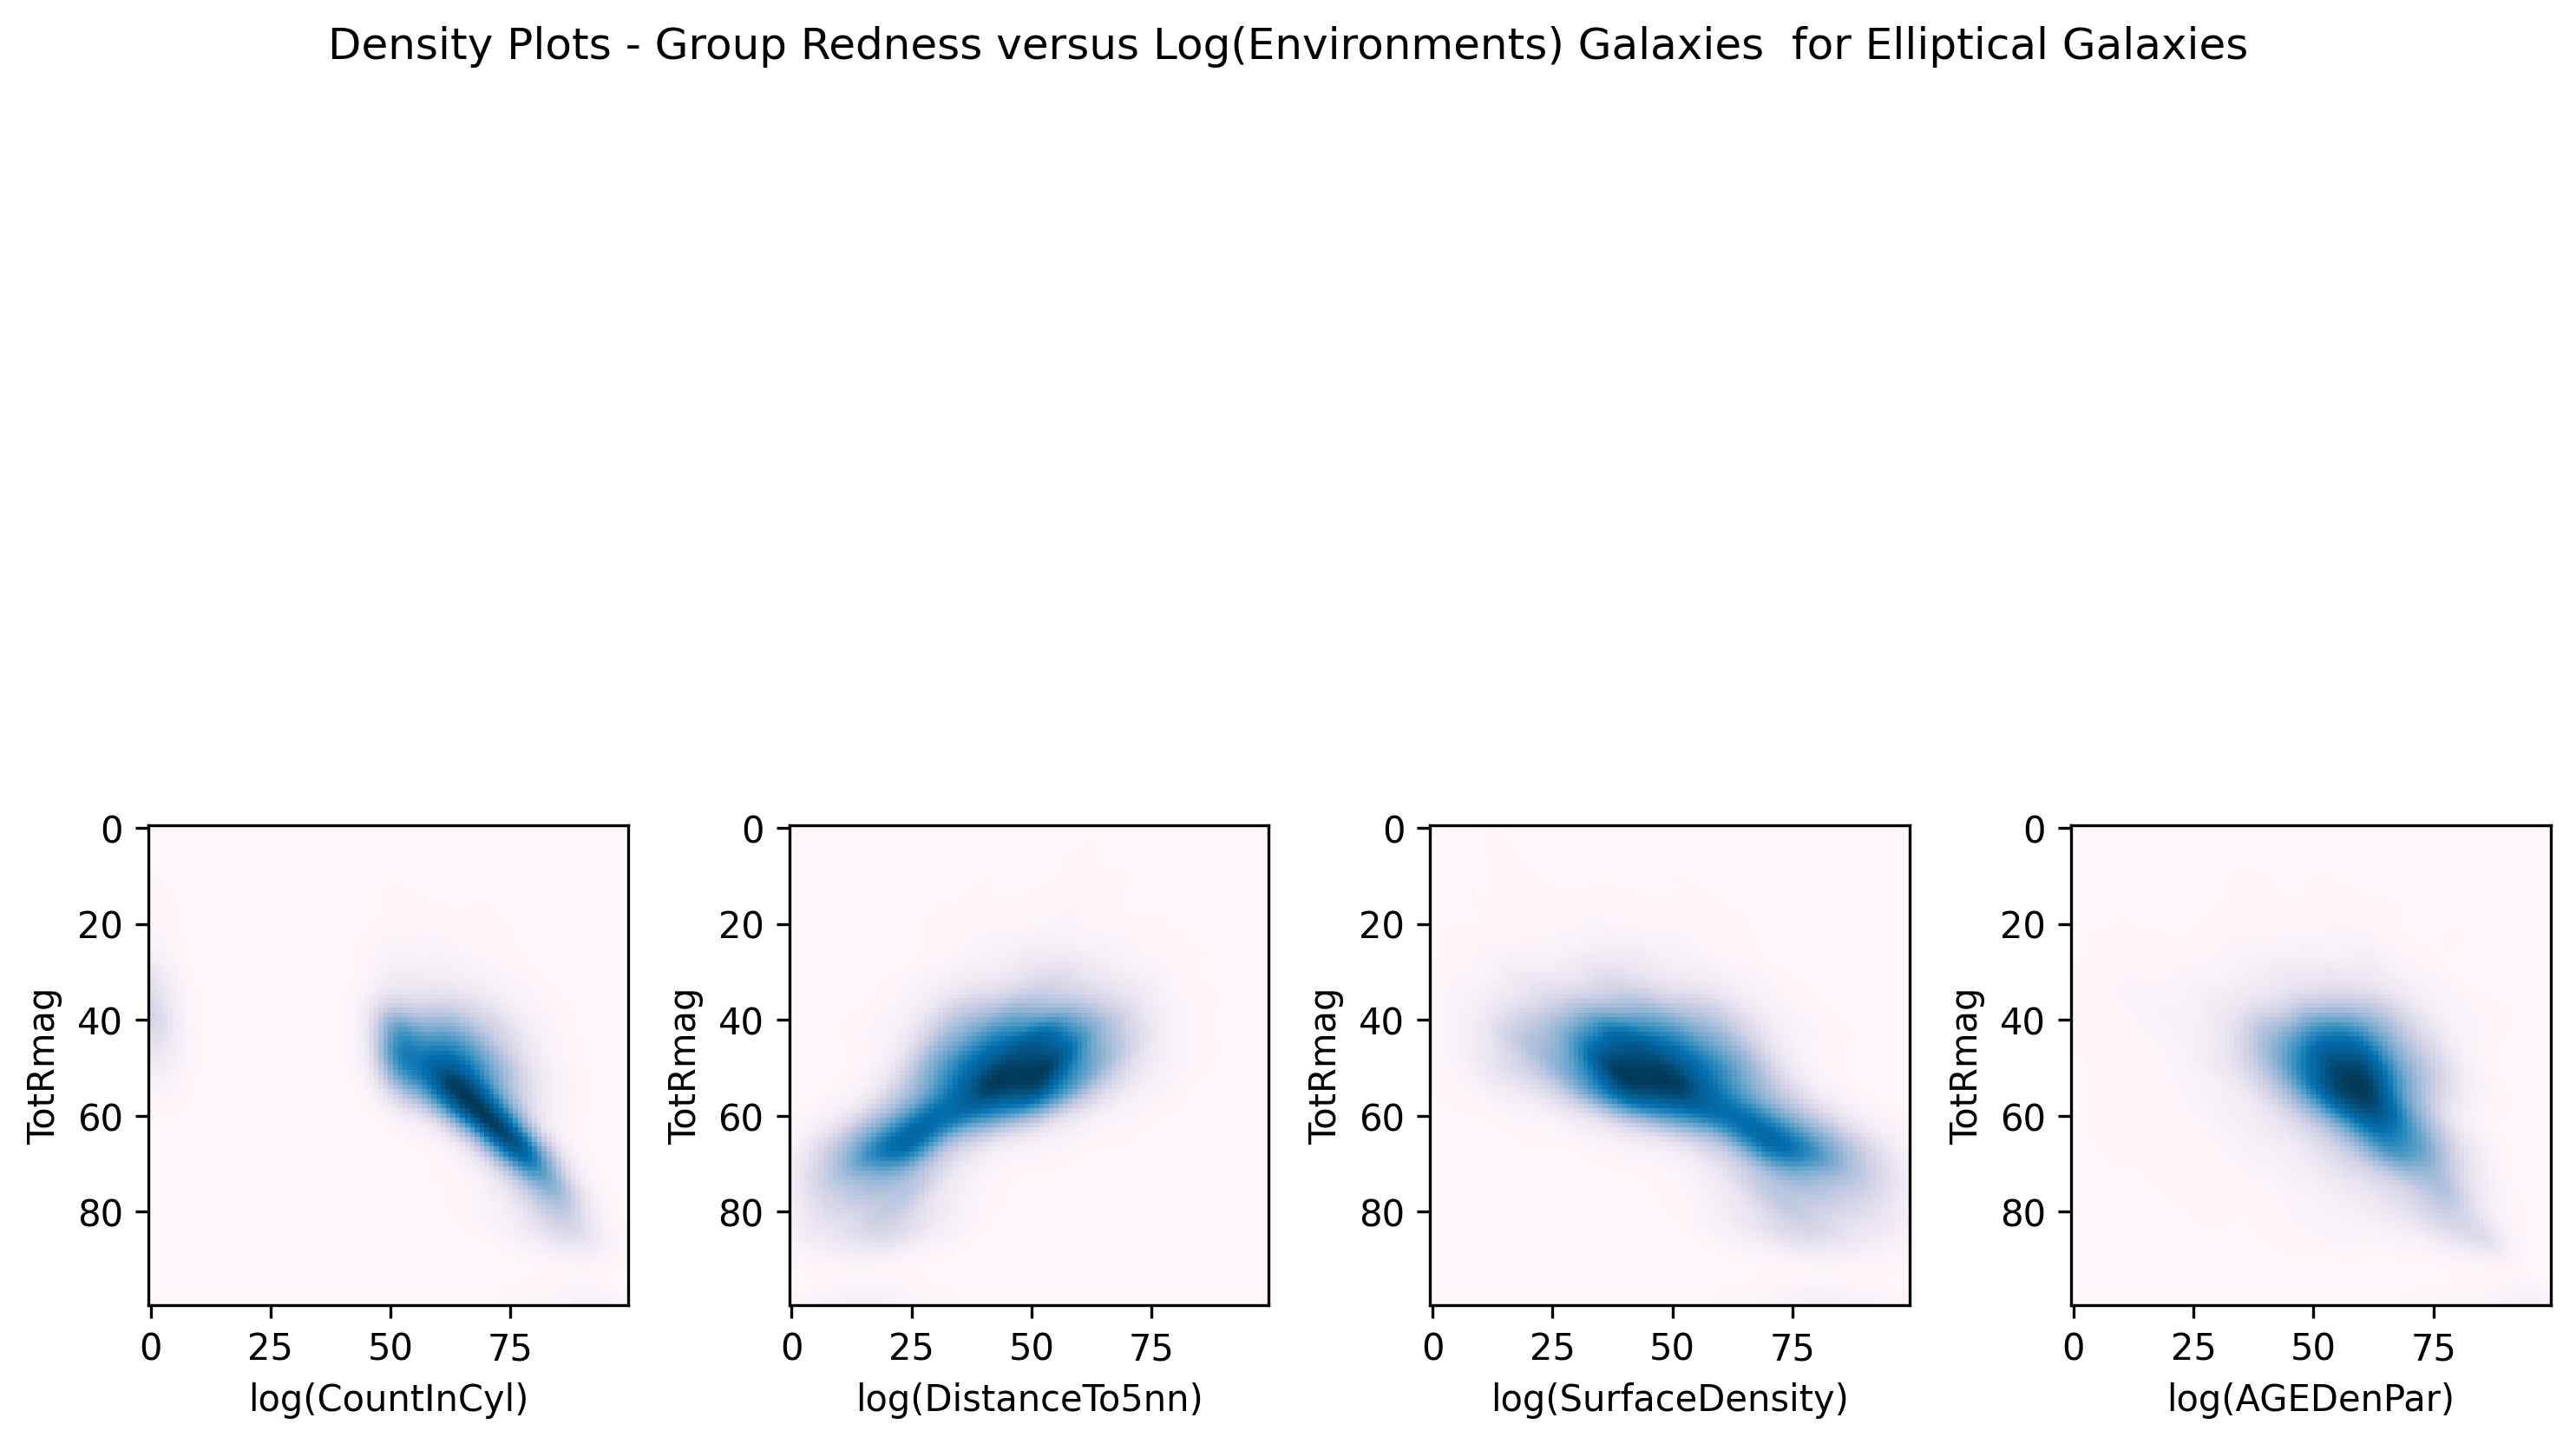 Density Plots - Group Redness versus Log(Environments) Galaxies  for Elliptical Galaxies
0
20
40
60
80
TotRmag
0 25 50 75
log(CountInCyl)
0
20
40
60
80
TotRmag
0 25 50 75
log(DistanceTo5nn)
0
20
40
60
80
TotRmag
0 25 50 75
log(SurfaceDensity)
0
20
40
60
80
TotRmag
0 25 50 75
log(AGEDenPar)